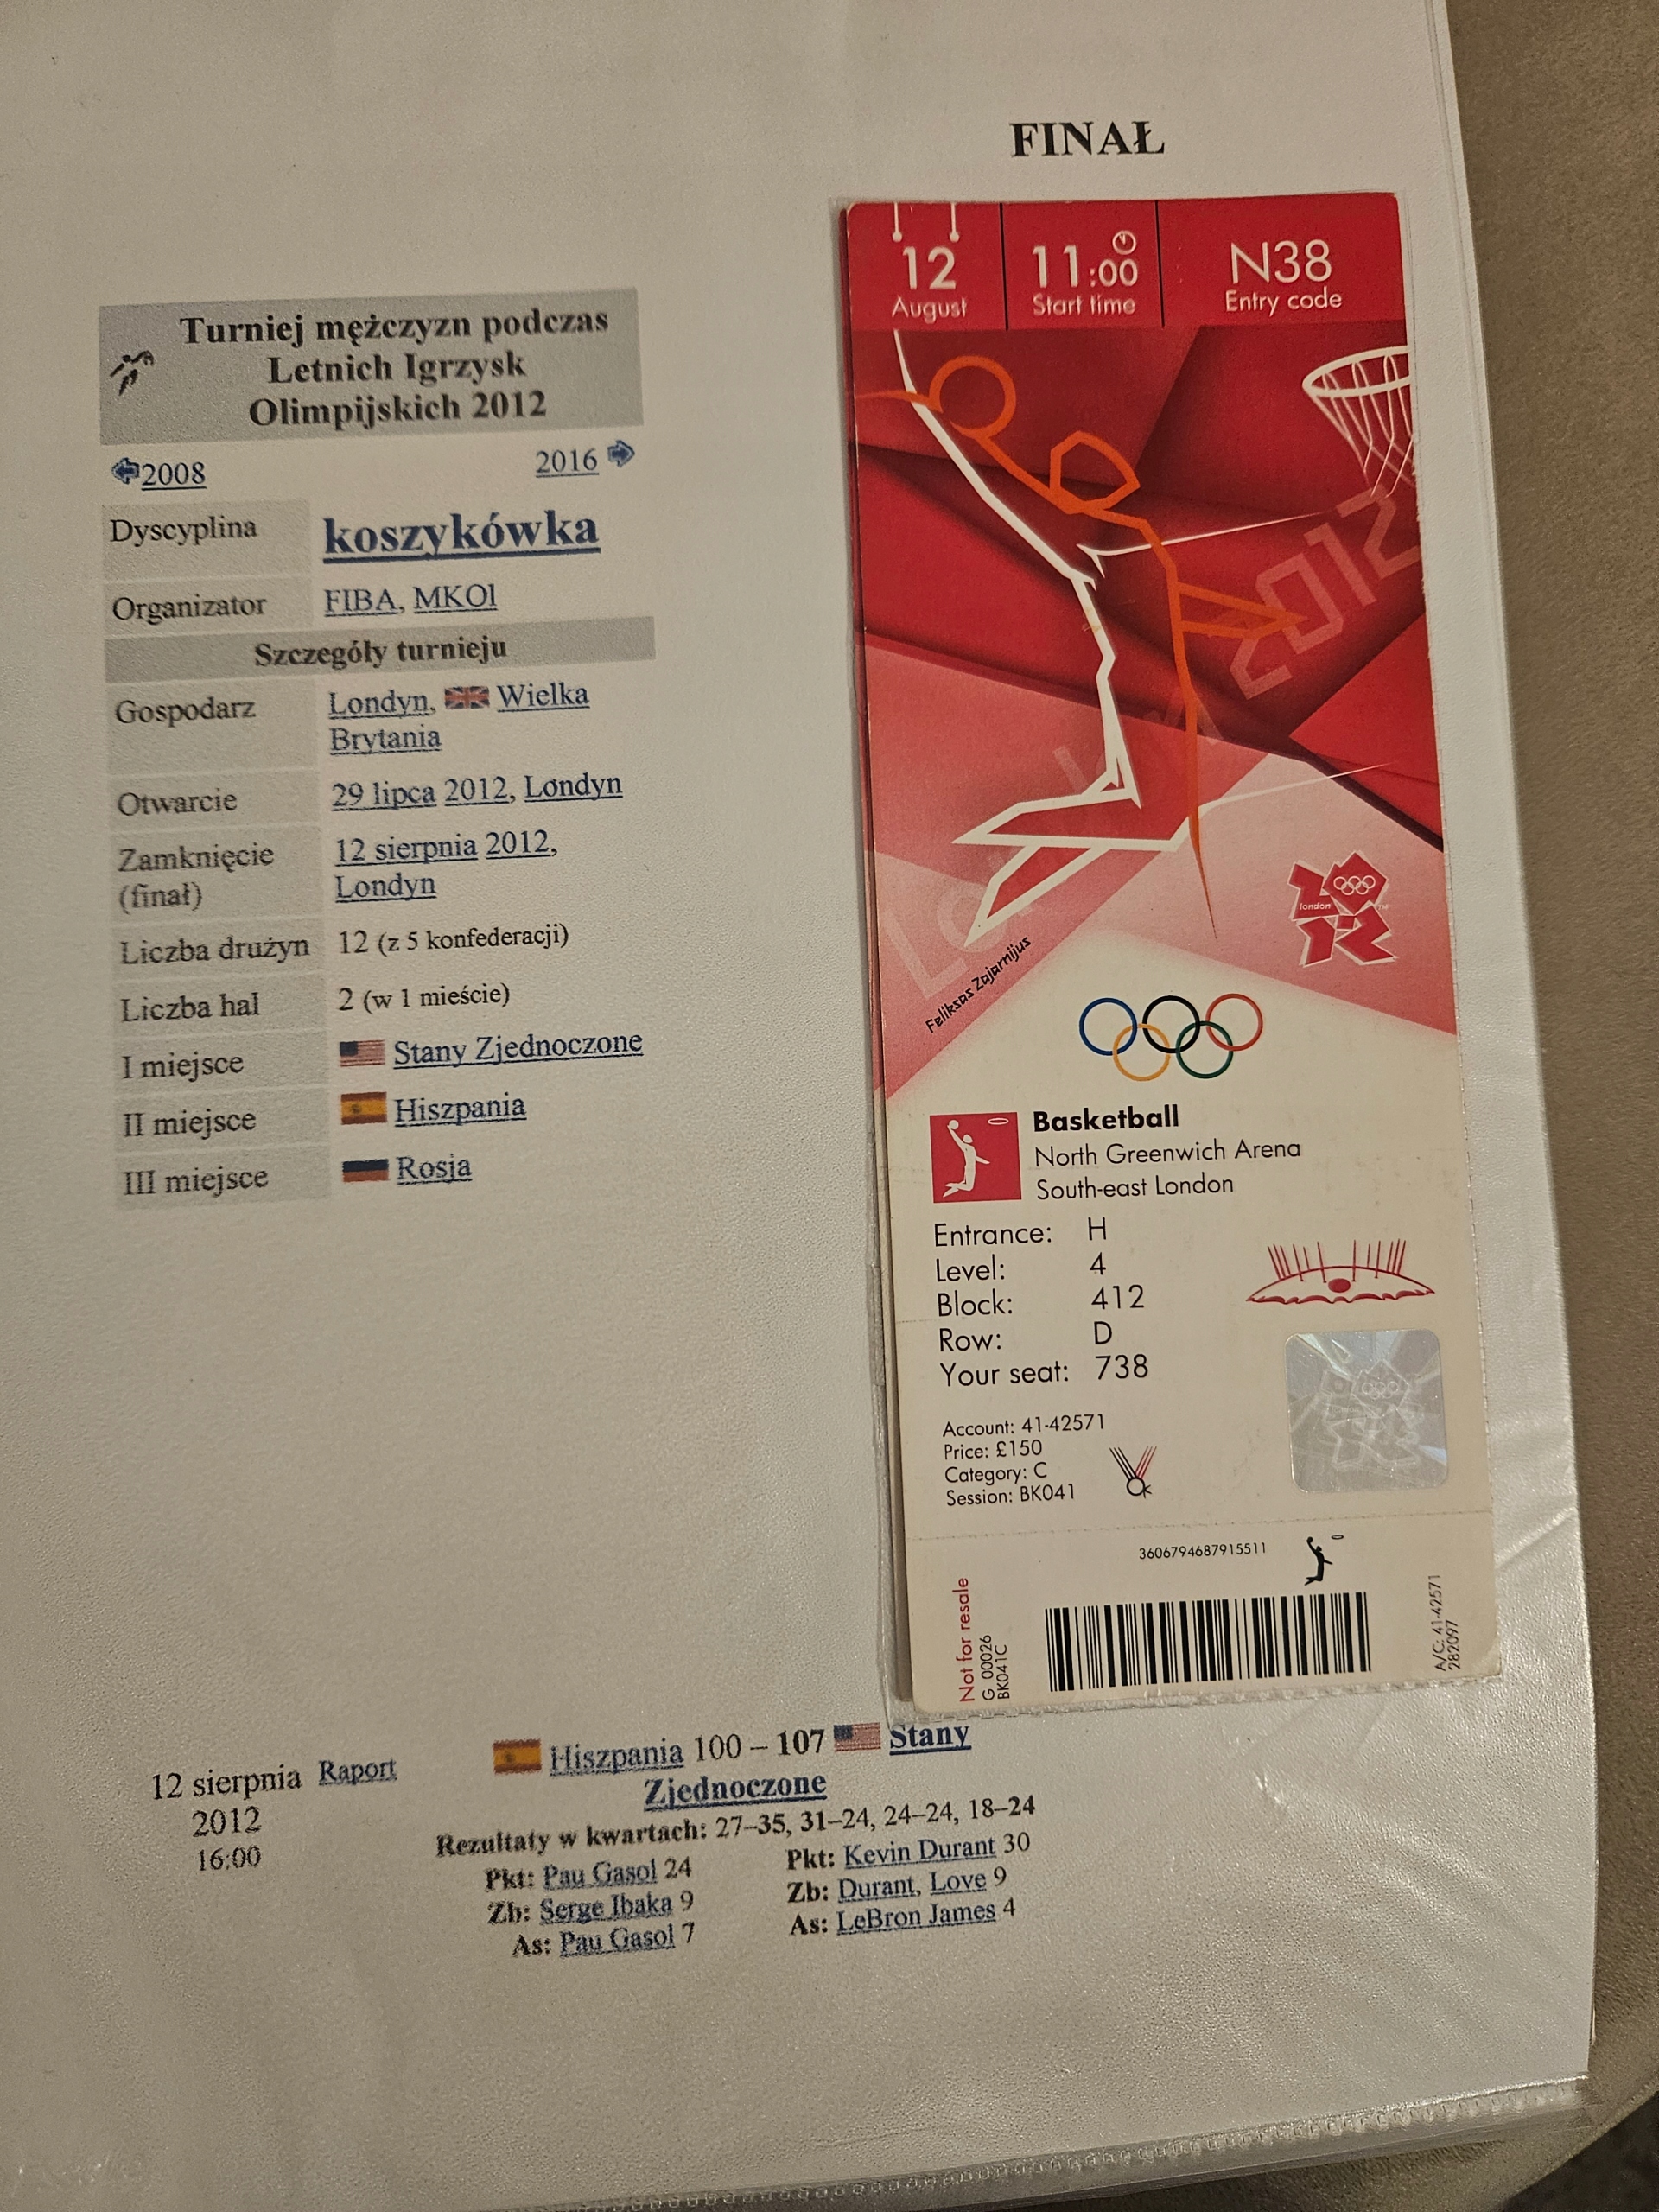 FINAŁ
Turniej mężczyzn podczas
Letnich Igrzysk
Olimpijskich 2012
2008 2016
Dyscyplina koszykówka
Organizator FIBA, MKOl
Szczegóły turnieju
Gospodarz Londyn, Wielka
Brytania
Otwarcie 29 lipca 2012, Londyn
Zamknięcie 12 sierpnia 2012,
(finał) Londyn
Liczba drużyn 12 (z 5 konfederacji)
Liczba hal 2 (w 1 mieście)
I miejsce Stany Zjednoczone
II miejsce Hiszpania
III miejsce Rosja
12 11:00 N38
August Start time Entry code
London 2012
london
Feliksas Zajarnijus
Basketball
North Greenwich Arena
South-east London
Entrance: H
Level: 4
Block: 412
Row: D
Your seat: 738
Account: 41-42571
Price: £150
Category: C
Session: BK041
3606794687915511
Not for resale
G 00026
BK041C
A/C: 41-42571
282097
12 sierpnia Raport
2012
16:00
Hiszpania 100 – 107 Stany
Zjednoczone
Rezultaty w kwartach: 27–35, 31–24, 24–24, 18–24
Pkt: Pau Gasol 24 Pkt: Kevin Durant 30
Zb: Serge Ibaka 9 Zb: Durant, Love 9
As: Pau Gasol 7 As: LeBron James 4